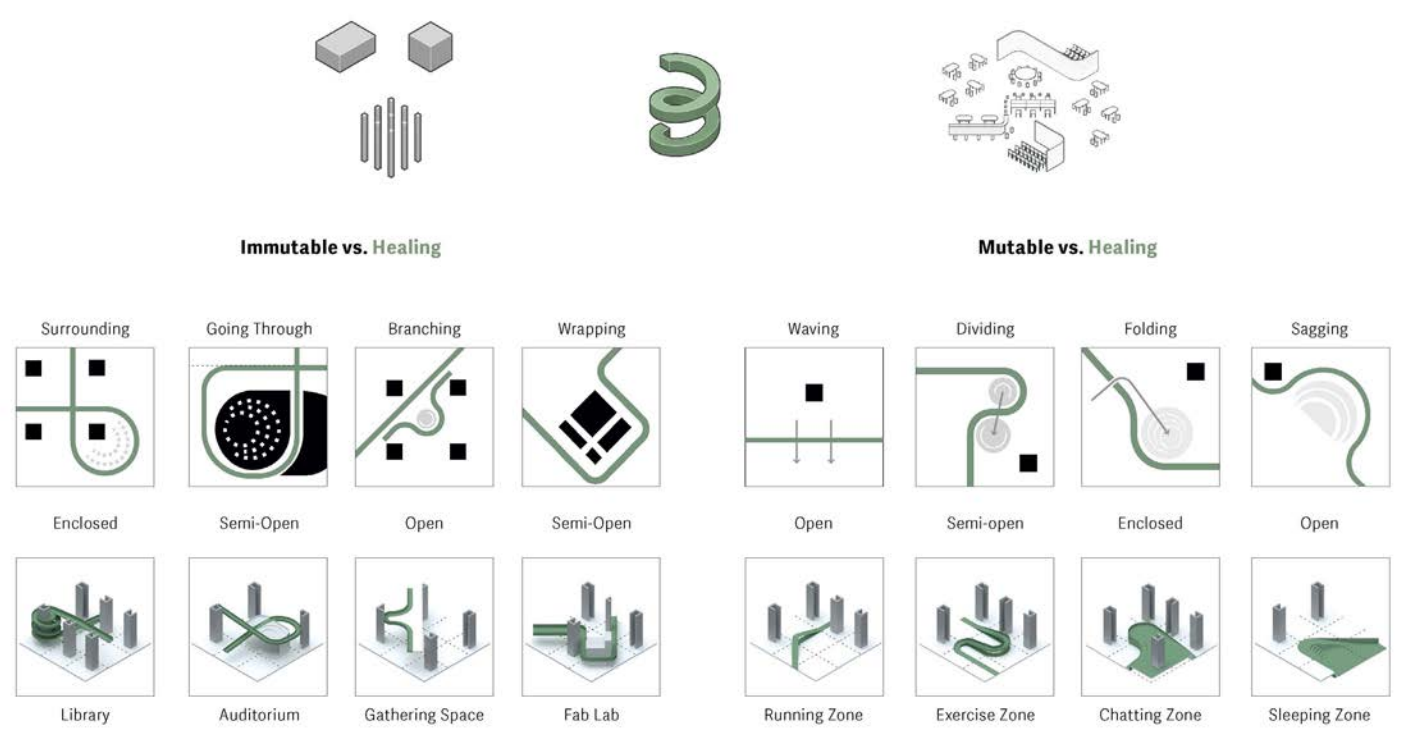 Immutable vs. Healing
Mutable vs. Healing
Surrounding
Going Through
Branching
Wrapping
Waving
Dividing
Folding
Sagging
Enclosed
Semi-Open
Open
Semi-Open
Open
Semi-open
Enclosed
Open
Library
Auditorium
Gathering Space
Fab Lab
Running Zone
Exercise Zone
Chatting Zone
Sleeping Zone